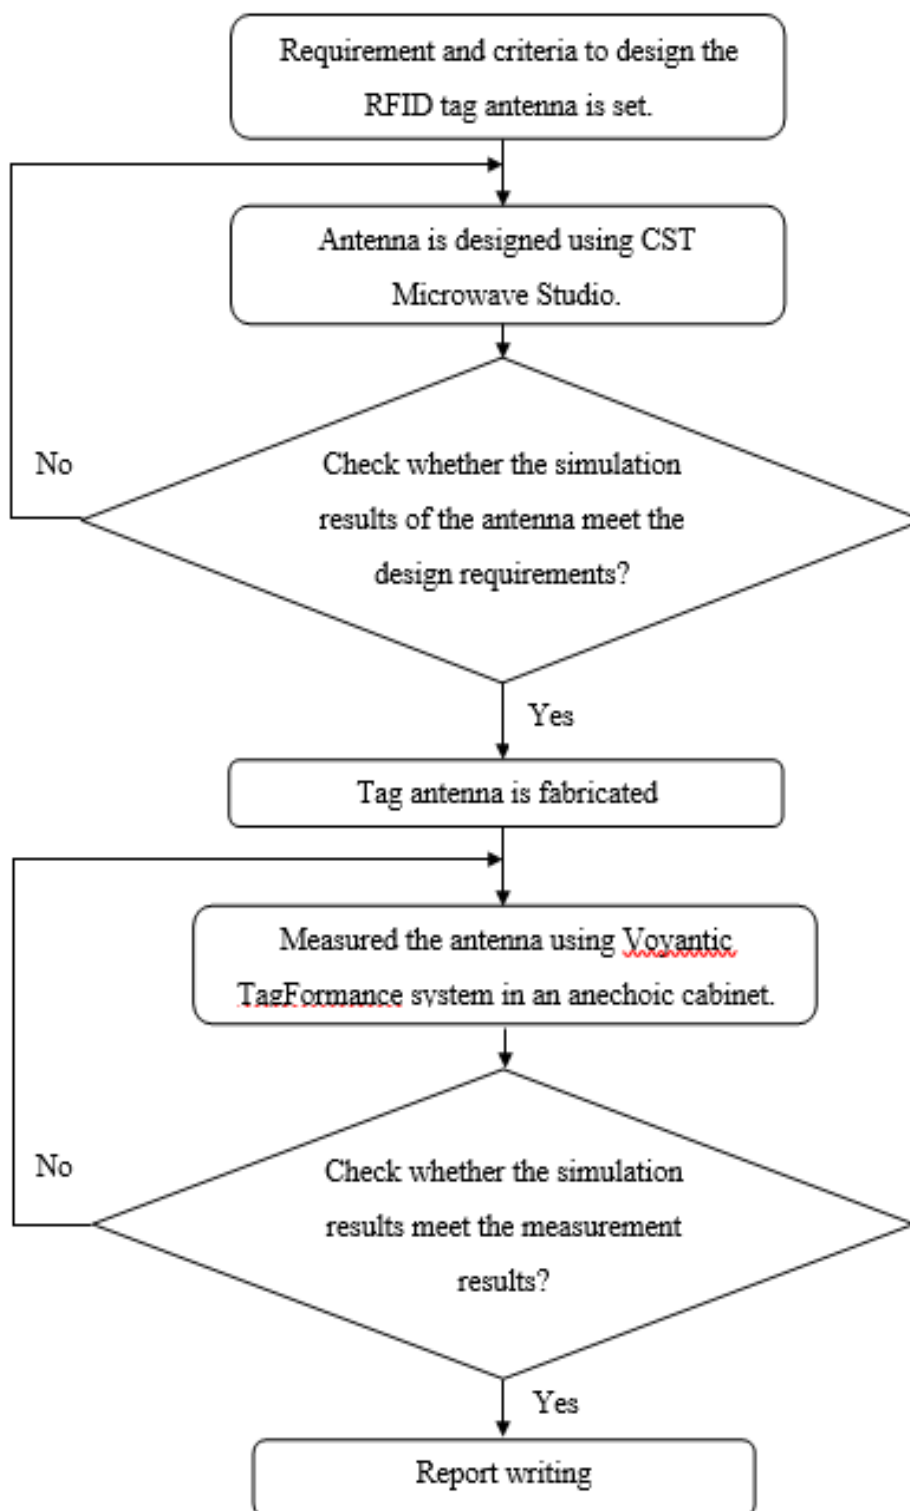 Requirement and criteria to design the
RFID tag antenna is set.
Antenna is designed using CST
Microwave Studio.
No
Check whether the simulation
results of the antenna meet the
design requirements?
Yes
Tag antenna is fabricated
Measured the antenna using Voyantic
TagFormance system in an anechoic cabinet.
No
Check whether the simulation
results meet the measurement
results?
Yes
Report writing